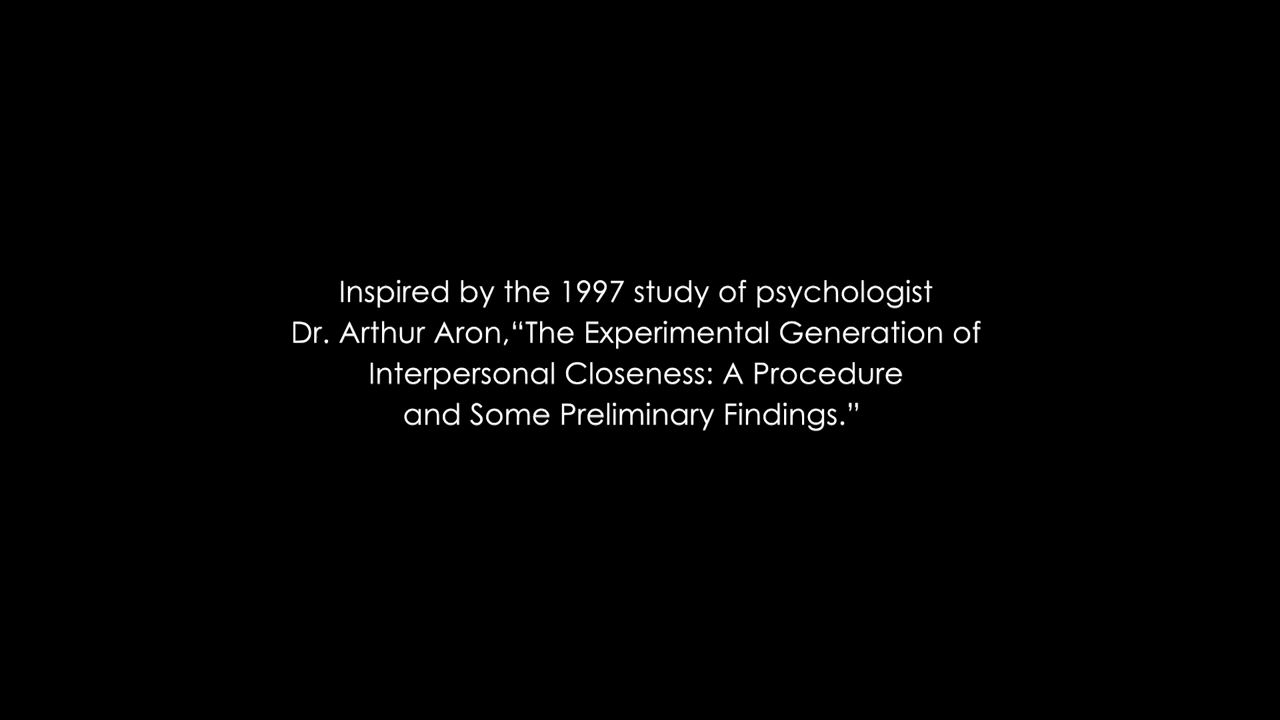 Inspired by the 1997 study of psychologist
Dr. Arthur Aron,“The Experimental Generation of
Interpersonal Closeness: A Procedure
and Some Preliminary Findings.”